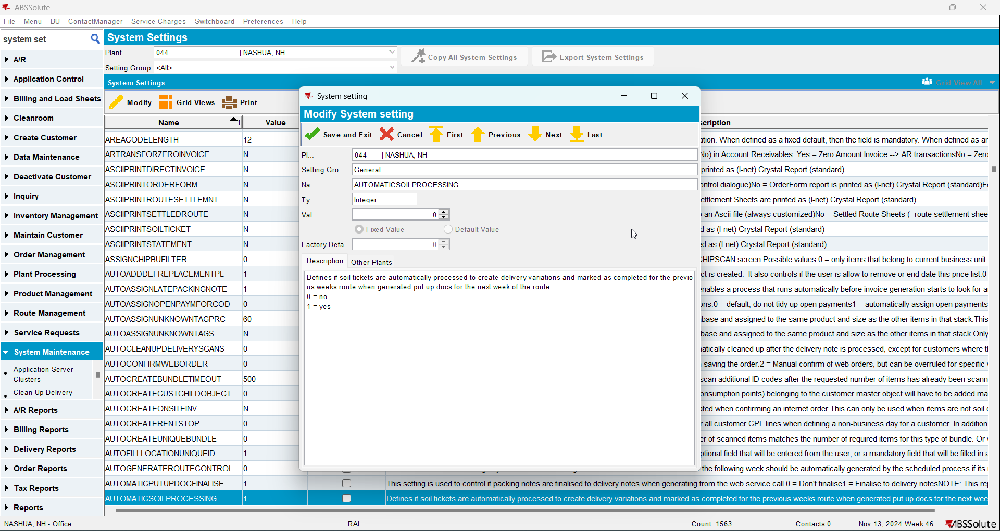 ABSSolute
File Menu BU ContactManager Service Charges Switchboard Preferences Help
system set
System Settings
Plant 044 | NASHUA, NH
Setting Group <All>
Copy All System Settings
Export System Settings
System Settings
Grid View All
Modify Grid Views Print
Name 1 Value scription
AREACODELENGTH 12 ation. When defined as a fixed default, then the field is mandatory. When defined as ar
ARTRANSFORZEROINVOICE N No) in Account Receivables. Yes = Zero Amount Invoice --> AR transactionsNo = Zero
ASCIIPRINTDIRECTINVOICE N printed as (I-net) Crystal Report (standard)
ASCIIPRINTORDERFORM N ontrol dialogue)No = OrderForm report is printed as (I-net) Crystal Report (standard)F
ASCIIPRINTROUTESETTLEMNT N ettlement Sheets are printed as (I-net) Crystal Report (standard)
ASCIIPRINTSETTLEDROUTE N an Ascii-file (always customized)No = Settled Route Sheets (=route settlement shee
ASCIIPRINTSOILTICKET N d as (I-net) Crystal Report (standard)
ASCIIPRINTSTATEMENT N ed as (I-net) Crystal Report (standard)
ASSIGNCHIPBUFILTER 0 CHIPSCAN screen.Possible values:0 = only items that belong to current business unit
AUTOADDDEFREPLACEMENTPL 1 ct is created. It also controls if the user is allow to remove or end date this price list.0
AUTOASSIGNLATEPACKINGNOTE 1 enables a process that runs automatically before invoice generation starts to look for a
AUTOASSIGNOPENPAYMFORCOD 0 ons.0 = default, do not tidy up open payments1 = automatically assign open payments
AUTOASSIGNUNKNOWNTAGPRC 60 base and assigned to the same product and size as the other items in that stack.This
AUTOASSIGNUNKNOWNTAGS N base and assigned to the same product and size as the other items in that stack.Only
AUTOCLEANUPDELIVERYSCANS 0 natically cleaned up after the delivery note is processed, except for customers where tl
AUTOCONFIRMWEBORDER 0 saving the order.2 = Manual confirm of web orders, but can be overruled for specific
AUTOCREATEBUNDLETIMEOUT 500 scan additional ID codes after the requested number of items has already been scann
AUTOCREATECUSTCHILDOBJECT 0 onsumption points) belonging to the customer master object will have to be added ma
AUTOCREATEONSITEINV N ated when confirming an internet order.This can only be used when items are not soil
AUTOCREATERENTSTOP 0 r all customer CPL lines when defining a non-business day for a customer. In addition
AUTOCREATEUNIQUEBUNDLE 0 er of scanned items matches the number of required items for this type of bundle. Or
AUTOFILLLOCATIONUNIQUEID 1 ptional field that will be entered from the user, or a mandatory field that will be filled in a
AUTOGENERATEROUTECONTROL 0 the following week should be automatically generated by the scheduled process if its
AUTOMATICPUTUPDOCFINALISE 1 This setting is used to control if packing notes are finalised to delivery notes when generating from the web service call.0 = Don't finalise1 = Finalise to delivery notesNOTE: This rep
AUTOMATICSOILPROCESSING 1 Defines if soil tickets are automatically processed to create delivery variations and marked as completed for the previous weeks route when generated put up docs for the next wee
System setting
Modify System setting
Save and Exit Cancel First Previous Next Last
Pl... 044 | NASHUA, NH
Setting Gro... General
Na... AUTOMATICSOILPROCESSING
Ty... Integer
Val... 0
Fixed Value Default Value
Factory Defa... 0
Description Other Plants
Defines if soil tickets are automatically processed to create delivery variations and marked as completed for the previo
us weeks route when generated put up docs for the next week of the route.
0 = no
1 = yes
A/R
Application Control
Billing and Load Sheets
Cleanroom
Create Customer
Data Maintenance
Deactivate Customer
Inquiry
Inventory Management
Maintain Customer
Order Management
Plant Processing
Product Management
Route Management
Service Requests
System Maintenance
Application Server
Clusters
Clean Up Delivery
A/R Reports
Billing Reports
Delivery Reports
Order Reports
Tax Reports
Reports
NASHUA, NH - Office RAL Count: 1563 Contacts 0 Nov 13, 2024 Week 46 ABSSolute